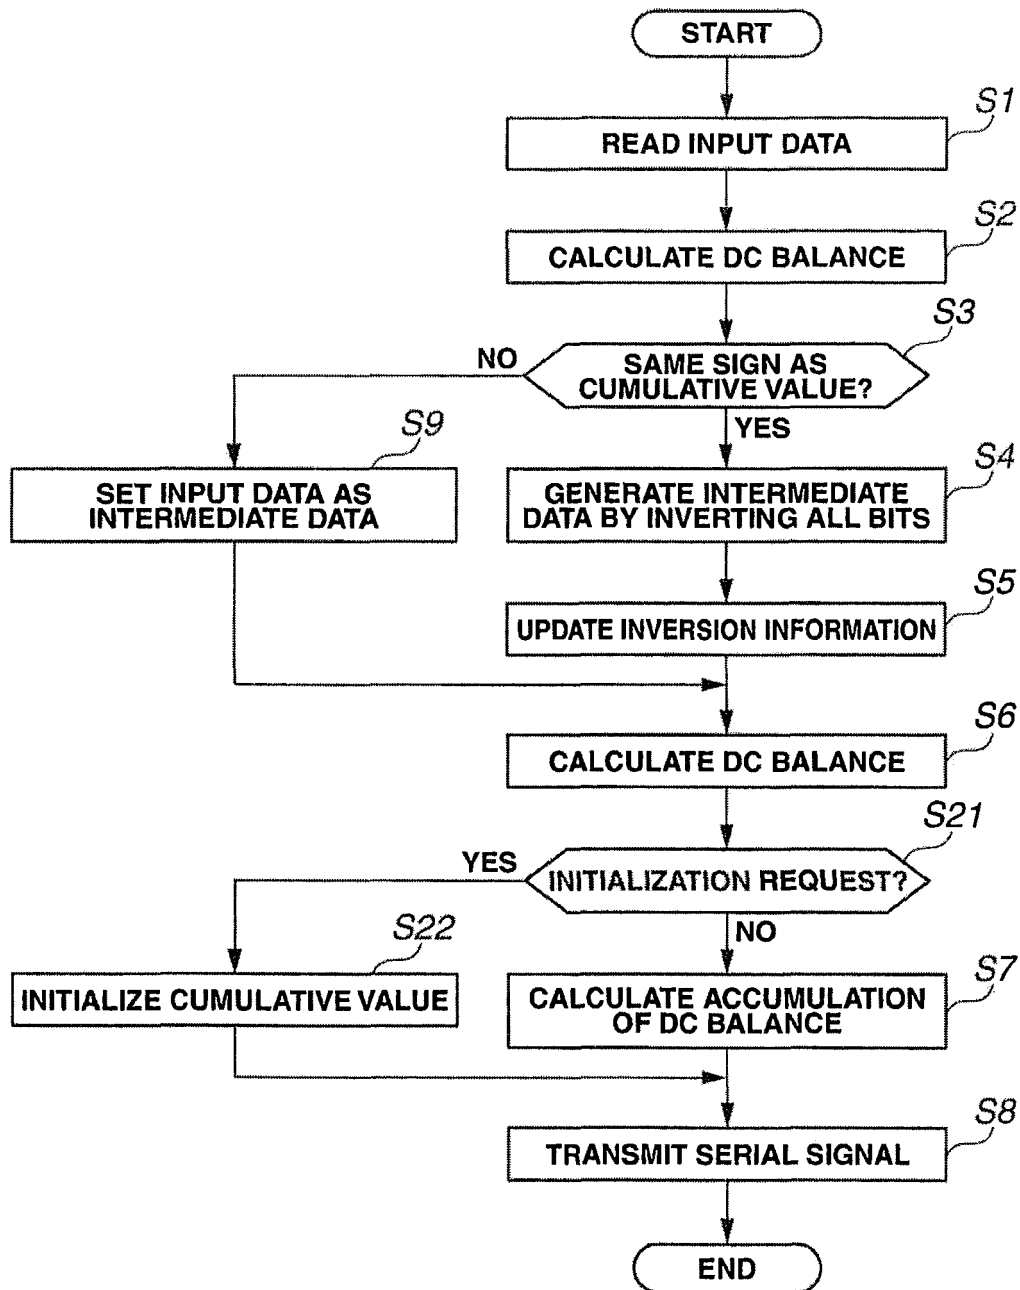 START
S1
READ INPUT DATA
S2
CALCULATE DC BALANCE
S3
SAME SIGN AS
CUMULATIVE VALUE?
NO
YES
S9
SET INPUT DATA AS
INTERMEDIATE DATA
S4
GENERATE INTERMEDIATE
DATA BY INVERTING ALL BITS
S5
UPDATE INVERSION INFORMATION
S6
CALCULATE DC BALANCE
S21
INITIALIZATION REQUEST?
YES
NO
S22
INITIALIZE CUMULATIVE VALUE
S7
CALCULATE ACCUMULATION
OF DC BALANCE
S8
TRANSMIT SERIAL SIGNAL
END